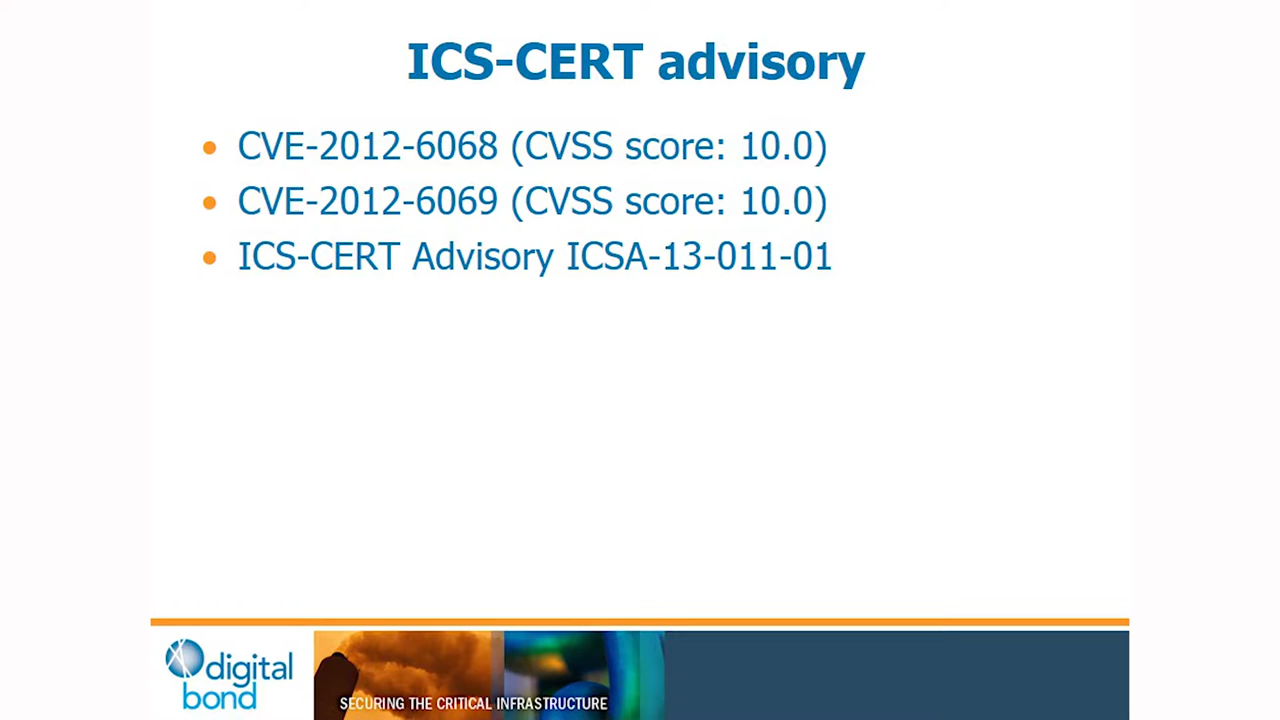 ICS-CERT advisory
• CVE-2012-6068 (CVSS score: 10.0)
• CVE-2012-6069 (CVSS score: 10.0)
• ICS-CERT Advisory ICSA-13-011-01
digital
bond
SECURING THE CRITICAL INFRASTRUCTURE